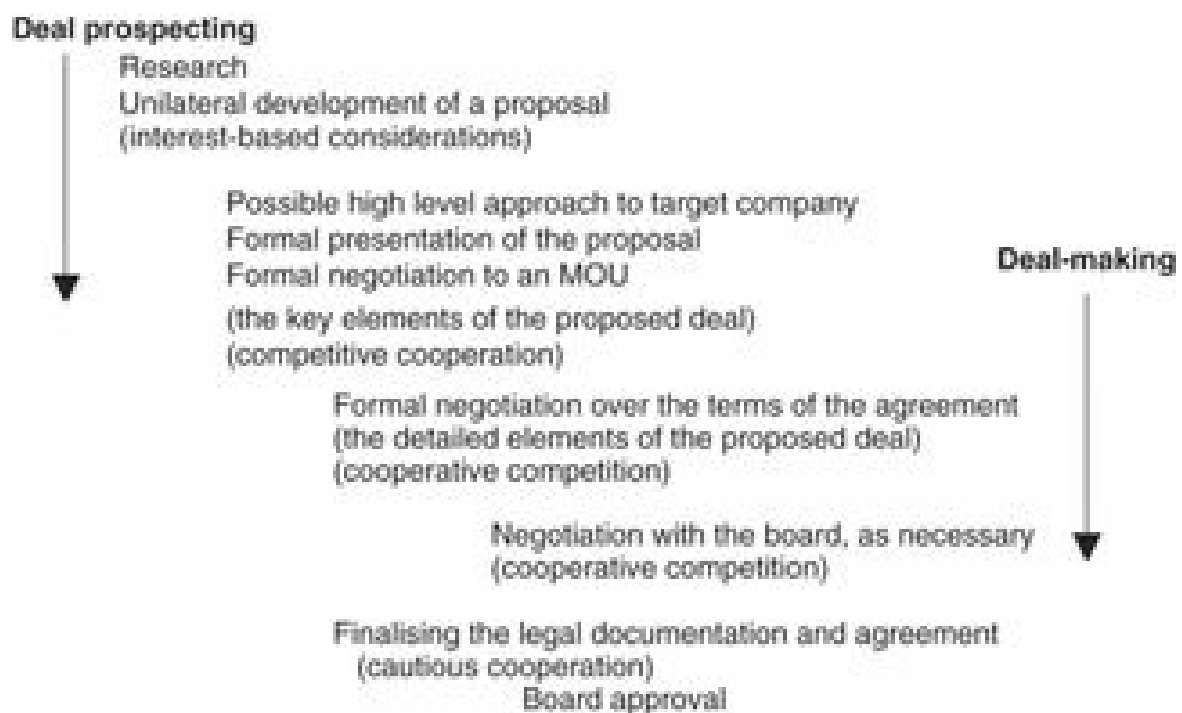 Deal prospecting
Research
Unilateral development of a proposal
(interest-based considerations)
Possible high level approach to target company
Formal presentation of the proposal
Deal-making
Formal negotiation to an MOU
(the key elements of the proposed deal)
(competitive cooperation)
Formal negotiation over the terms of the agreement
(the detailed elements of the proposed deal)
(cooperative competition)
Negotiation with the board, as necessary
(cooperative competition)
Finalising the legal documentation and agreement
(cautious cooperation)
Board approval